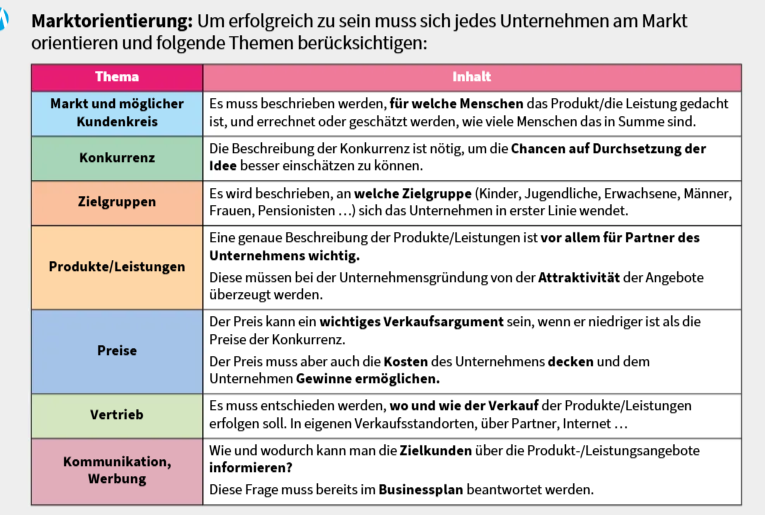 Marktorientierung: Um erfolgreich zu sein muss sich jedes Unternehmen am Markt
orientieren und folgende Themen berücksichtigen:
Thema
Inhalt
Markt und möglicher
Kundenkreis
Es muss beschrieben werden, für welche Menschen das Produkt/die Leistung gedacht
ist, und errechnet oder geschätzt werden, wie viele Menschen das in Summe sind.
Konkurrenz
Die Beschreibung der Konkurrenz ist nötig, um die Chancen auf Durchsetzung der
Idee besser einschätzen zu können.
Zielgruppen
Es wird beschrieben, an welche Zielgruppe (Kinder, Jugendliche, Erwachsene, Männer,
Frauen, Pensionisten …) sich das Unternehmen in erster Linie wendet.
Produkte/Leistungen
Eine genaue Beschreibung der Produkte/Leistungen ist vor allem für Partner des
Unternehmens wichtig.
Diese müssen bei der Unternehmensgründung von der Attraktivität der Angebote
überzeugt werden.
Preise
Der Preis kann ein wichtiges Verkaufsargument sein, wenn er niedriger ist als die
Preise der Konkurrenz.
Der Preis muss aber auch die Kosten des Unternehmens decken und dem
Unternehmen Gewinne ermöglichen.
Vertrieb
Es muss entschieden werden, wo und wie der Verkauf der Produkte/Leistungen
erfolgen soll. In eigenen Verkaufsstandorten, über Partner, Internet …
Kommunikation,
Werbung
Wie und wodurch kann man die Zielkunden über die Produkt-/Leistungsangebote
informieren?
Diese Frage muss bereits im Businessplan beantwortet werden.